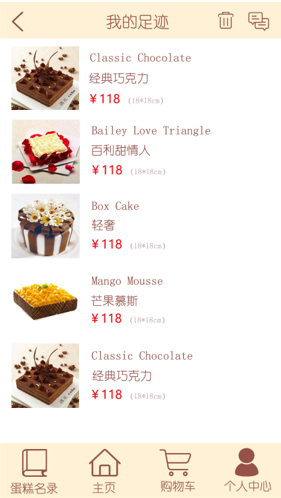 我的足迹
Classic Chocolate
经典巧克力
￥118 (18*18cm)
Bailey Love Triangle
百利甜情人
￥118 (18*18cm)
Box Cake
轻奢
￥118 (18*18cm)
Mango Mousse
芒果慕斯
￥118 (18*18cm)
Classic Chocolate
经典巧克力
￥118 (18*18cm)
蛋糕名录 主页 购物车 个人中心